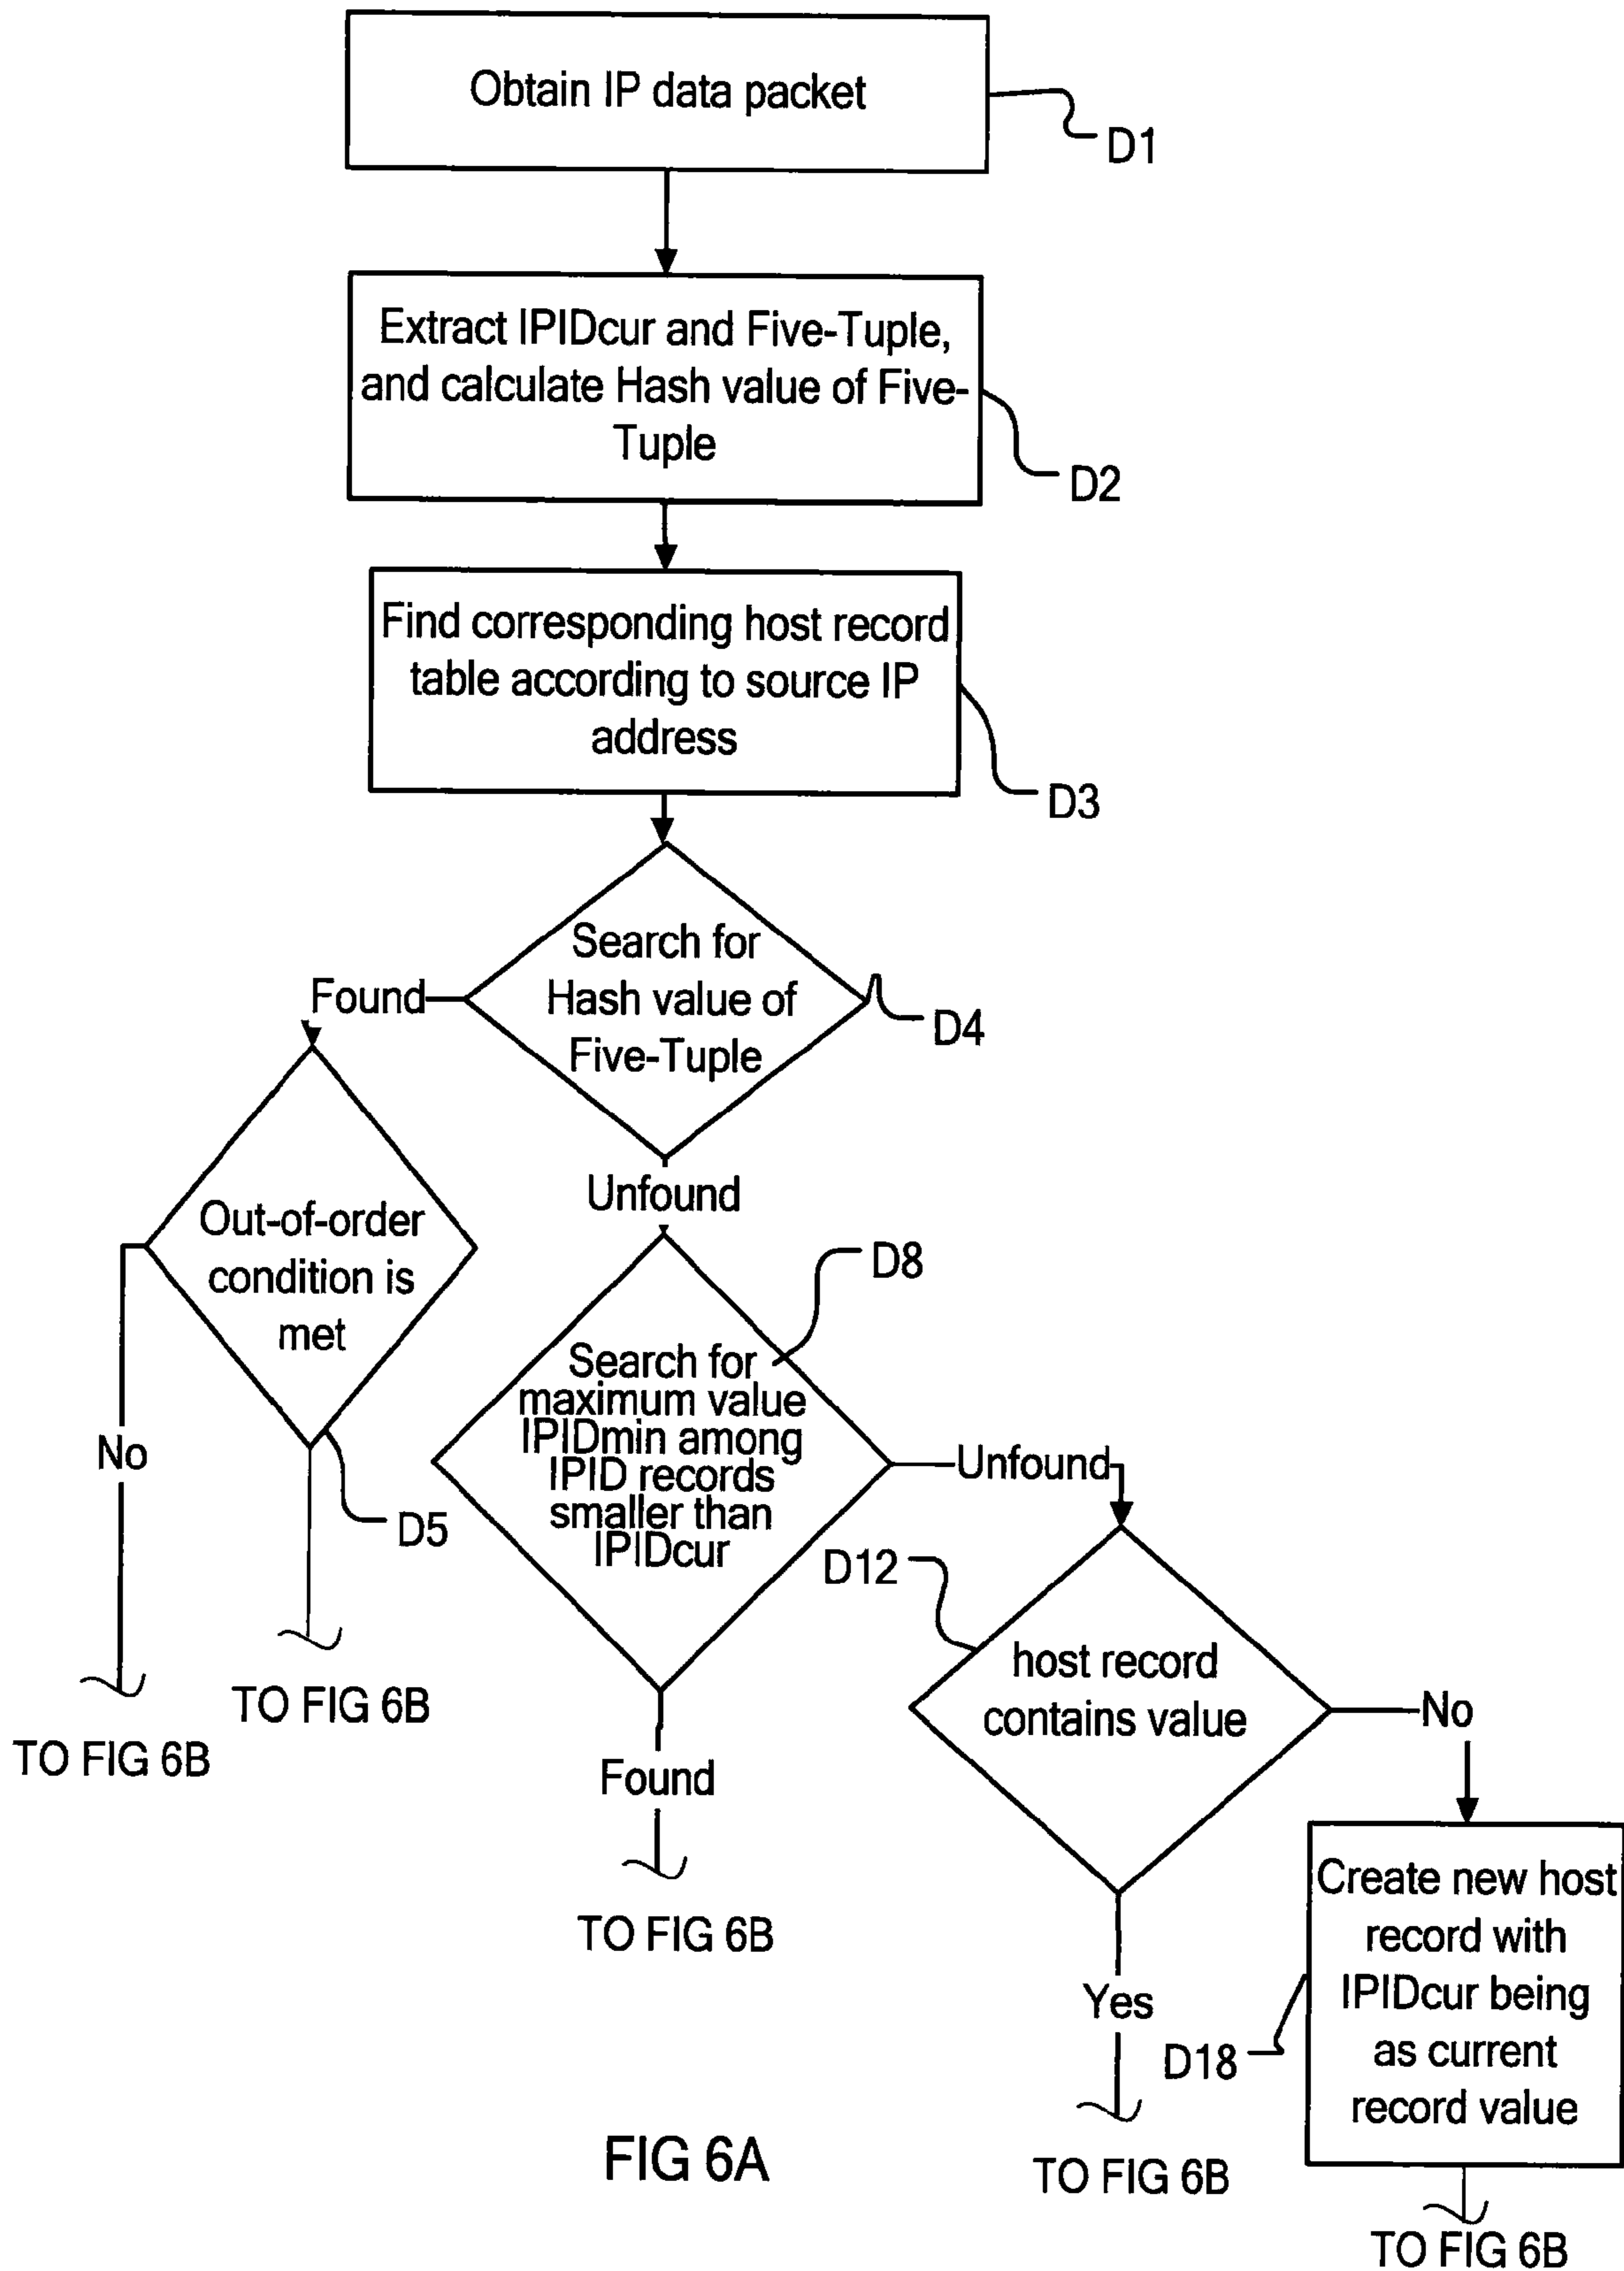 Obtain IP data packet
D1
Extract IPIDcur and Five-Tuple,
and calculate Hash value of Five-
Tuple
D2
Find corresponding host record
table according to source IP
address
D3
Search for
Hash value of
Five-Tuple
D4
Found
Unfound
Out-of-order
condition is
met
D5
No
TO FIG 6B
TO FIG 6B
D8
Search for
maximum value
IPIDmin among
IPID records
smaller than
IPIDcur
Unfound
Found
TO FIG 6B
D12
host record
contains value
No
Yes
TO FIG 6B
Create new host
record with
IPIDcur being
as current
record value
D18
TO FIG 6B
FIG 6A